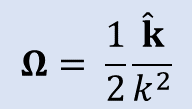 𝛀 = 1/2 𝐤̂/k²